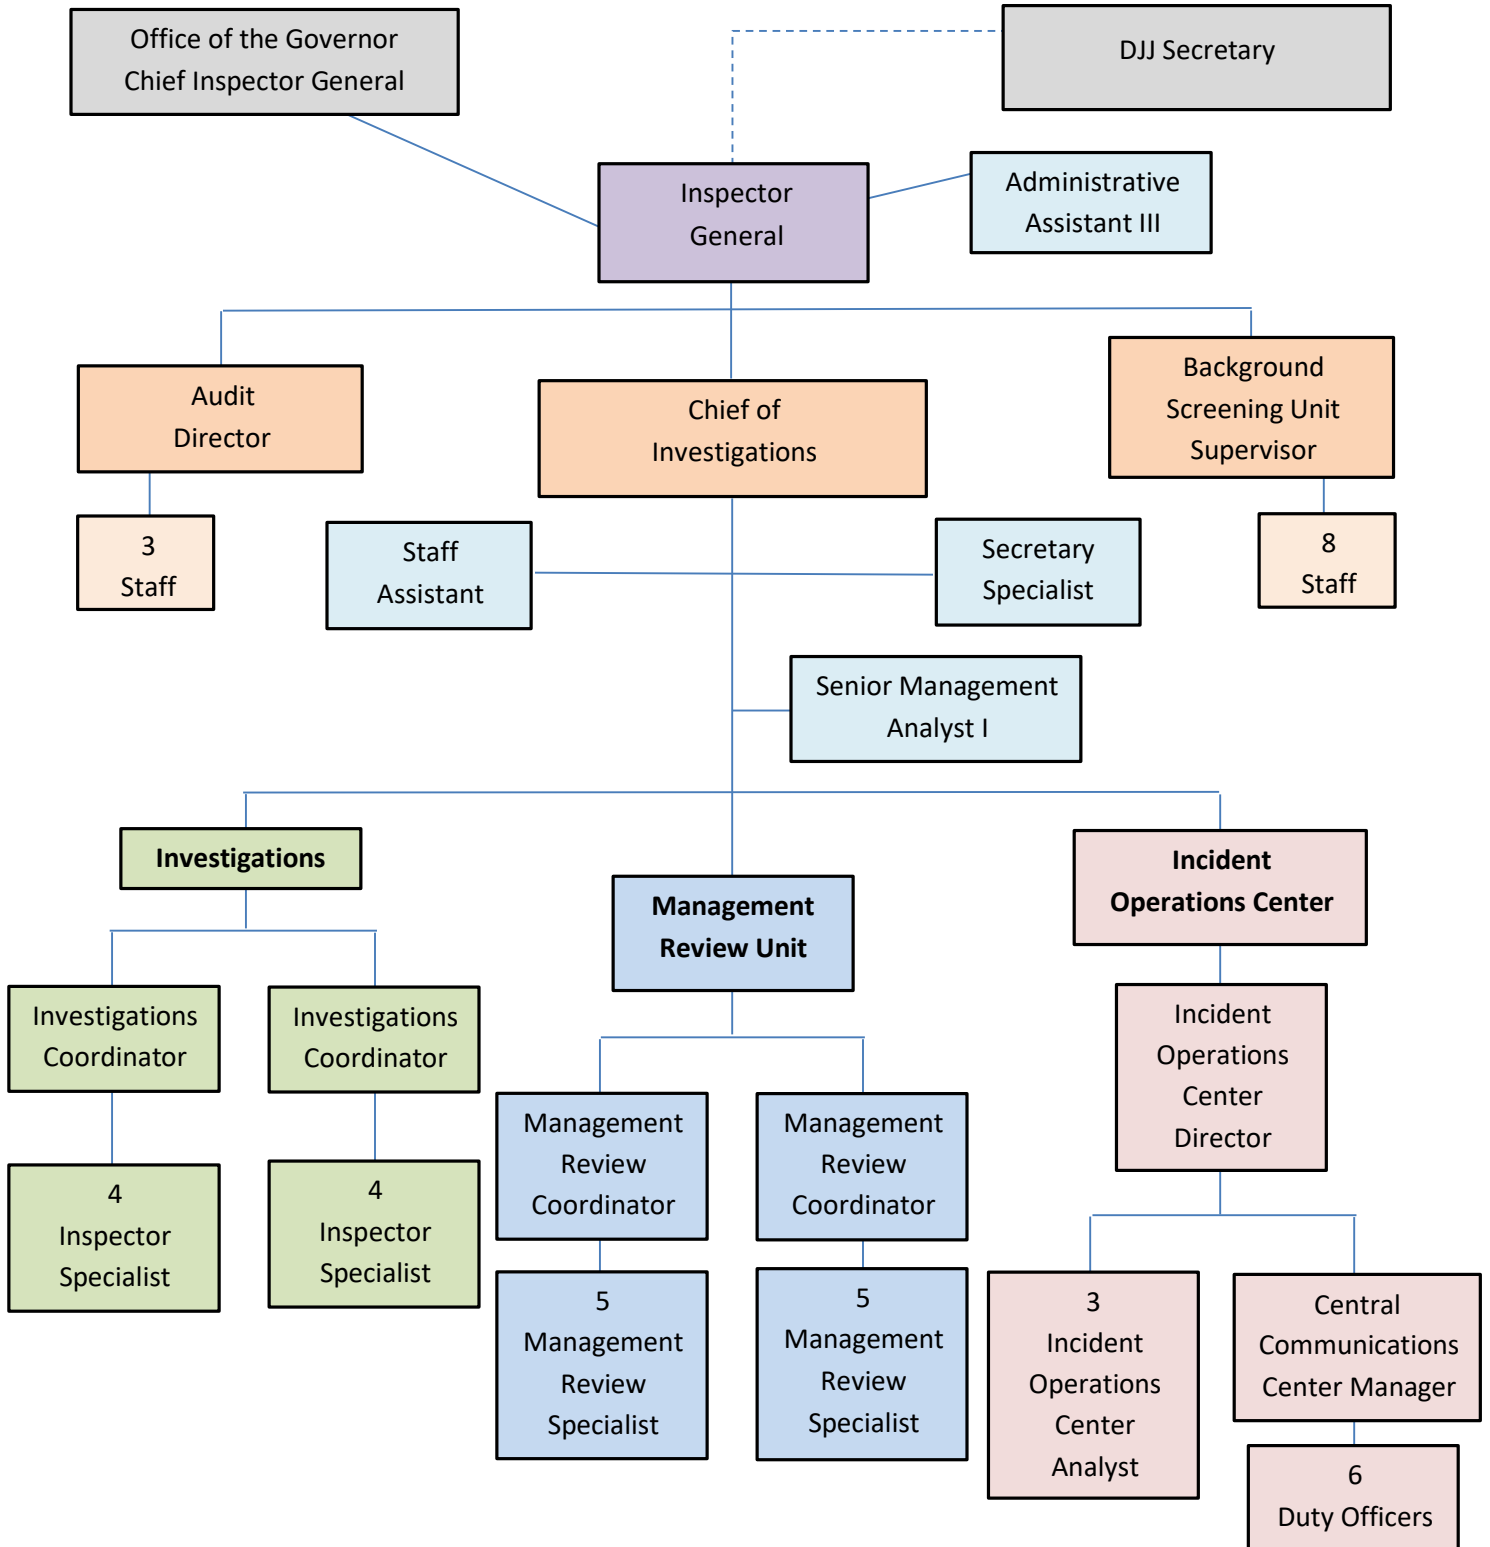 Office of the Governor
Chief Inspector General
DJJ Secretary
Inspector
General
Administrative
Assistant III
Audit
Director
Chief of
Investigations
Background
Screening Unit
Supervisor
3
Staff
Staff
Assistant
Secretary
Specialist
8
Staff
Senior Management
Analyst I
Investigations
Management
Review Unit
Incident
Operations Center
Investigations
Coordinator
Investigations
Coordinator
Management
Review
Coordinator
Management
Review
Coordinator
Incident
Operations
Center
Director
4
Inspector
Specialist
4
Inspector
Specialist
5
Management
Review
Specialist
5
Management
Review
Specialist
3
Incident
Operations
Center
Analyst
Central
Communications
Center Manager
6
Duty Officers